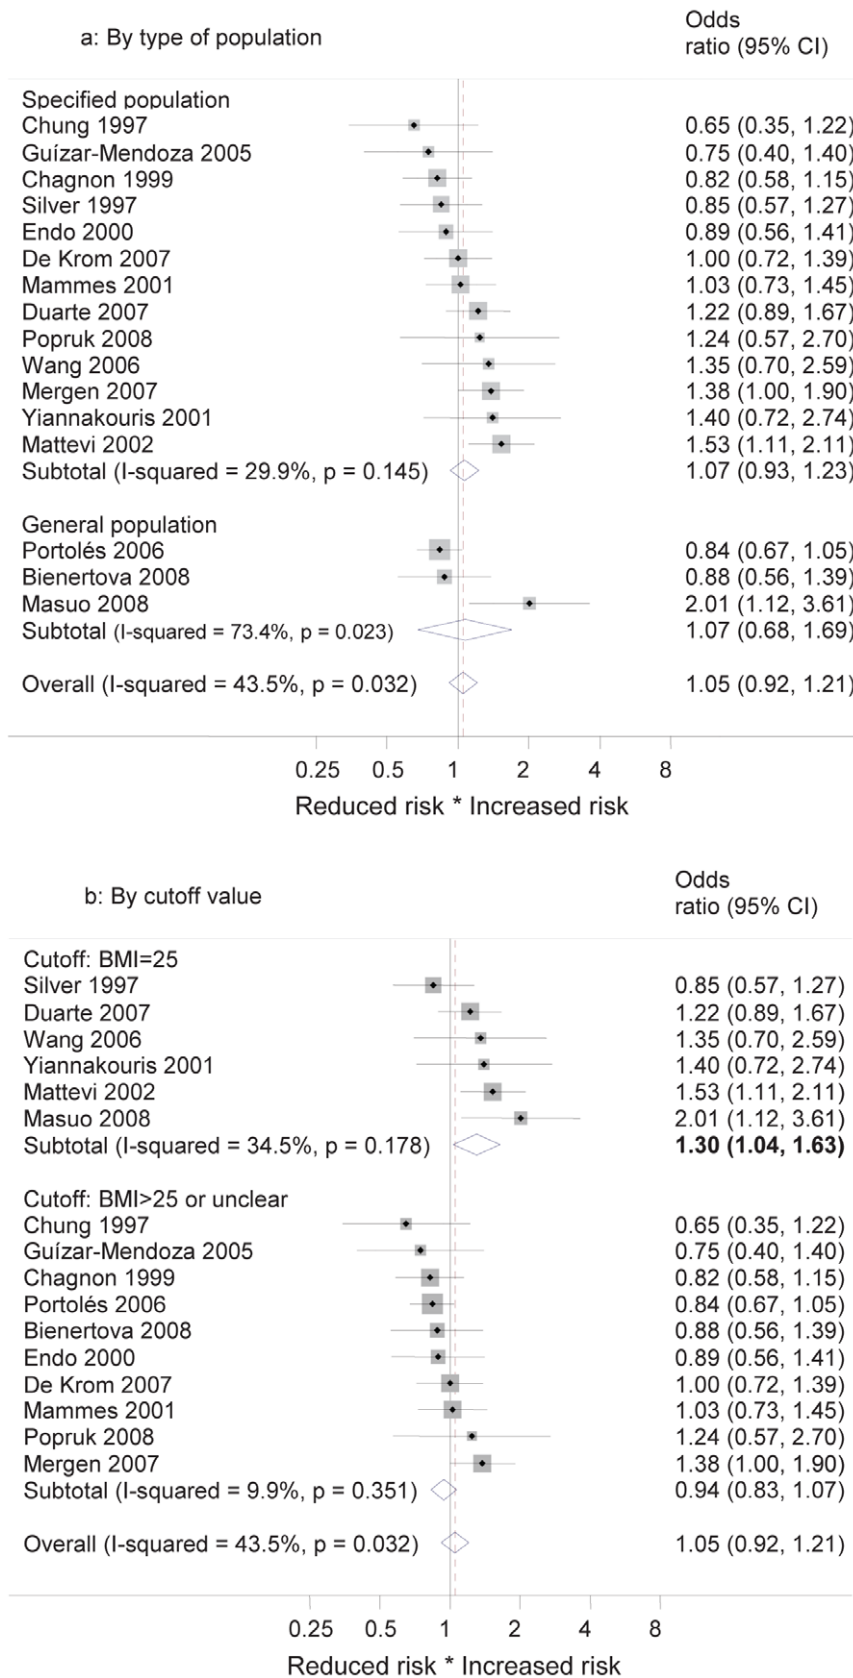 a: By type of population
Odds
ratio (95% CI)
Specified population
Chung 1997 0.65 (0.35, 1.22)
Guízar-Mendoza 2005 0.75 (0.40, 1.40)
Chagnon 1999 0.82 (0.58, 1.15)
Silver 1997 0.85 (0.57, 1.27)
Endo 2000 0.89 (0.56, 1.41)
De Krom 2007 1.00 (0.72, 1.39)
Mammes 2001 1.03 (0.73, 1.45)
Duarte 2007 1.22 (0.89, 1.67)
Popruk 2008 1.24 (0.57, 2.70)
Wang 2006 1.35 (0.70, 2.59)
Mergen 2007 1.38 (1.00, 1.90)
Yiannakouris 2001 1.40 (0.72, 2.74)
Mattevi 2002 1.53 (1.11, 2.11)
Subtotal (I-squared = 29.9%, p = 0.145) 1.07 (0.93, 1.23)
General population
Portolés 2006 0.84 (0.67, 1.05)
Bienertova 2008 0.88 (0.56, 1.39)
Masuo 2008 2.01 (1.12, 3.61)
Subtotal (I-squared = 73.4%, p = 0.023) 1.07 (0.68, 1.69)
Overall (I-squared = 43.5%, p = 0.032) 1.05 (0.92, 1.21)
0.25 0.5 1 2 4 8
Reduced risk * Increased risk
b: By cutoff value
Odds
ratio (95% CI)
Cutoff: BMI=25
Silver 1997 0.85 (0.57, 1.27)
Duarte 2007 1.22 (0.89, 1.67)
Wang 2006 1.35 (0.70, 2.59)
Yiannakouris 2001 1.40 (0.72, 2.74)
Mattevi 2002 1.53 (1.11, 2.11)
Masuo 2008 2.01 (1.12, 3.61)
Subtotal (I-squared = 34.5%, p = 0.178) 1.30 (1.04, 1.63)
Cutoff: BMI>25 or unclear
Chung 1997 0.65 (0.35, 1.22)
Guízar-Mendoza 2005 0.75 (0.40, 1.40)
Chagnon 1999 0.82 (0.58, 1.15)
Portolés 2006 0.84 (0.67, 1.05)
Bienertova 2008 0.88 (0.56, 1.39)
Endo 2000 0.89 (0.56, 1.41)
De Krom 2007 1.00 (0.72, 1.39)
Mammes 2001 1.03 (0.73, 1.45)
Popruk 2008 1.24 (0.57, 2.70)
Mergen 2007 1.38 (1.00, 1.90)
Subtotal (I-squared = 9.9%, p = 0.351) 0.94 (0.83, 1.07)
Overall (I-squared = 43.5%, p = 0.032) 1.05 (0.92, 1.21)
0.25 0.5 1 2 4 8
Reduced risk * Increased risk